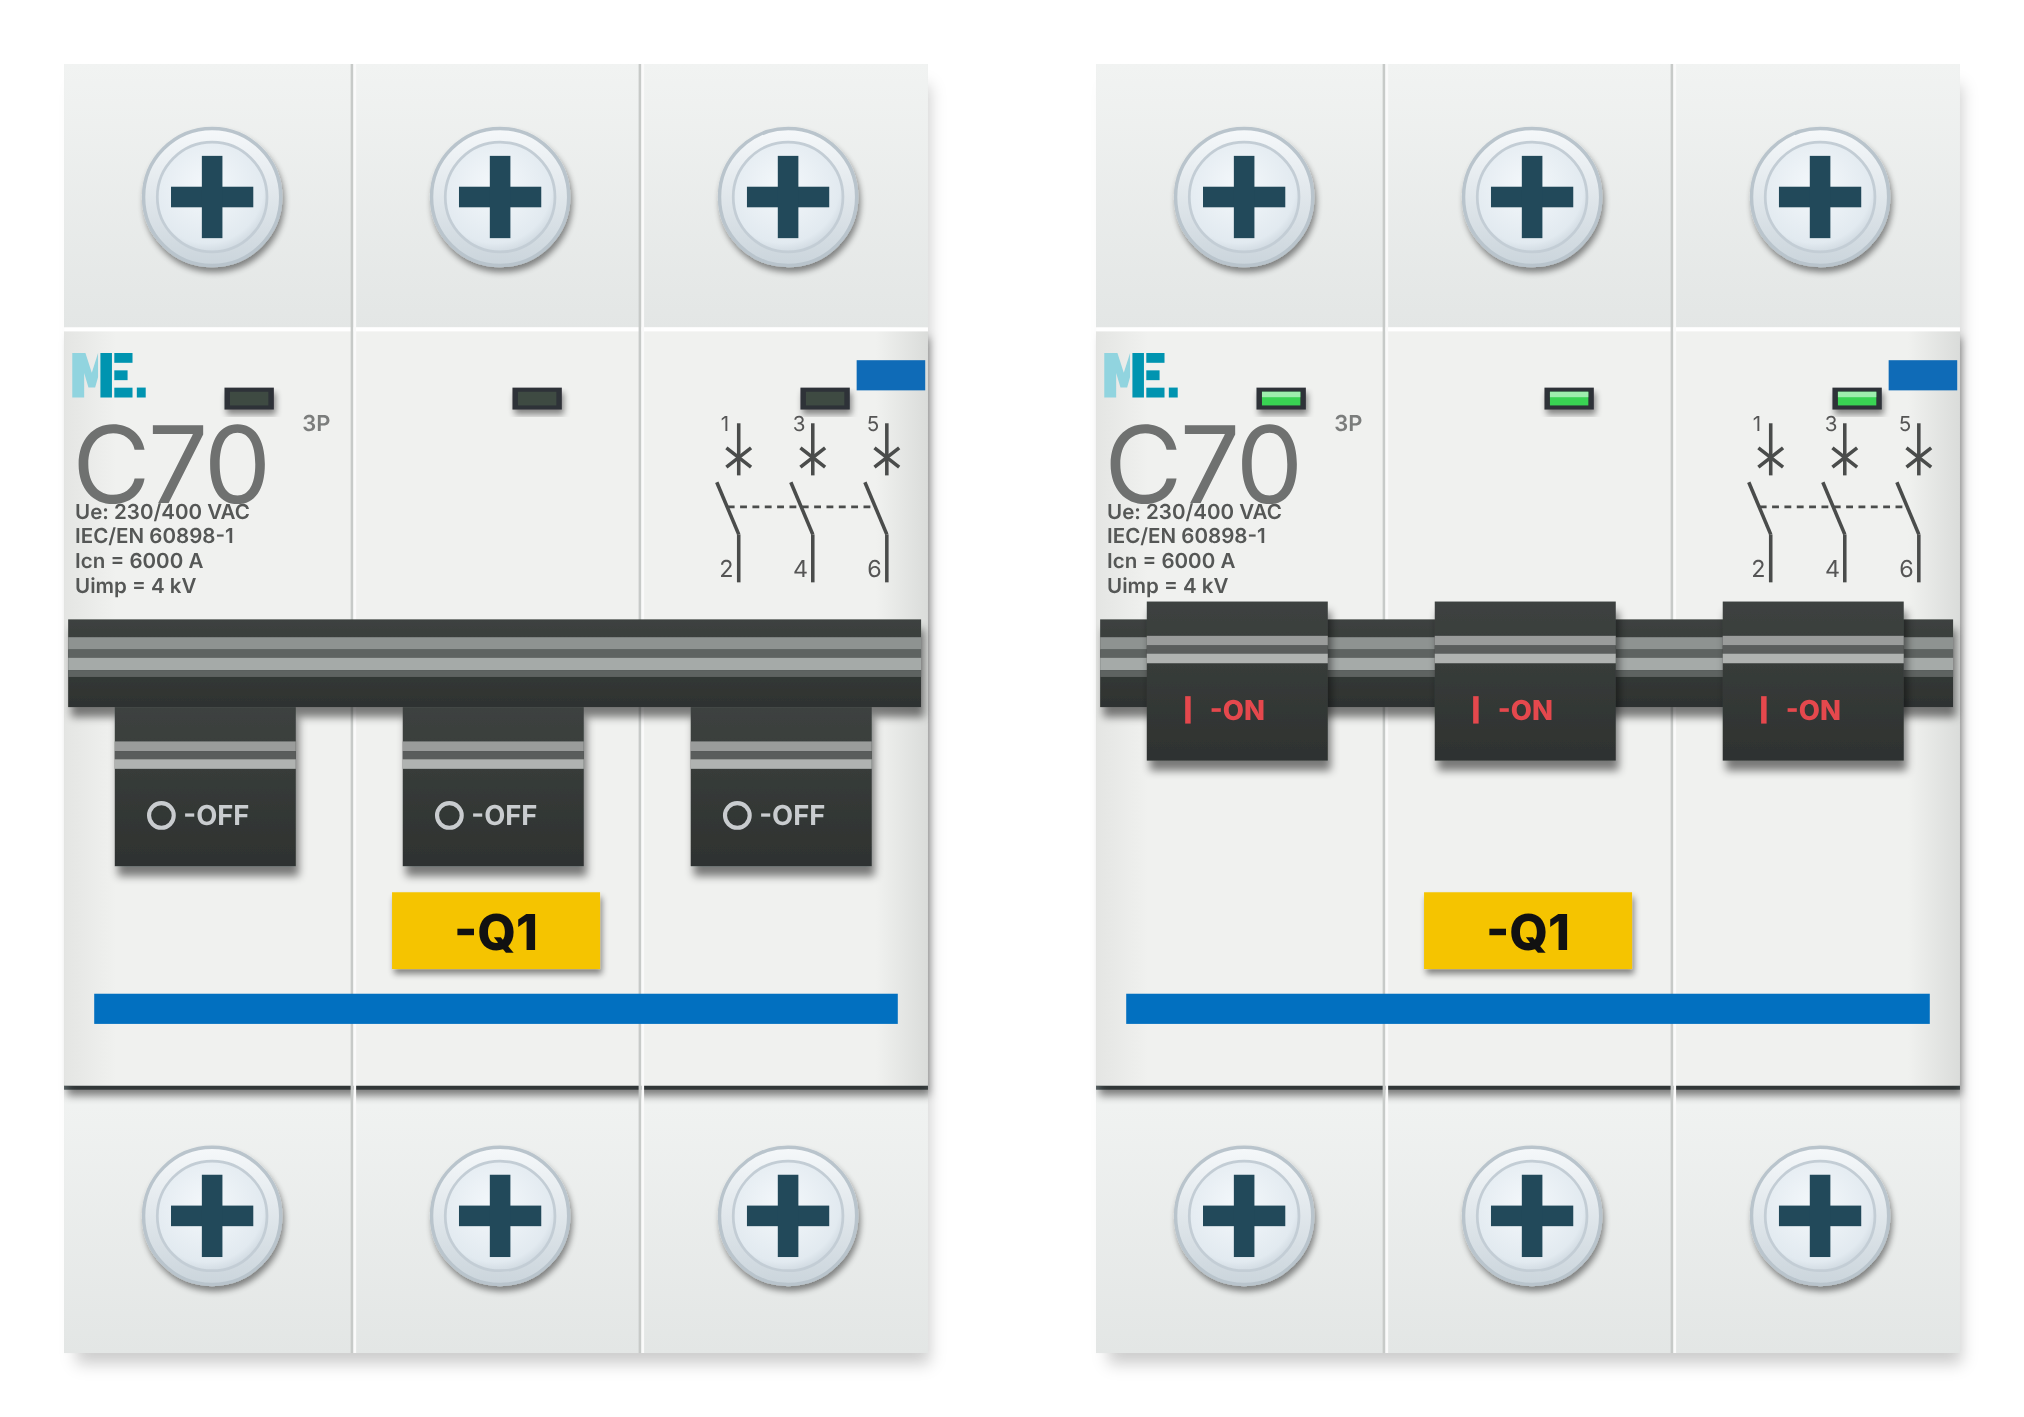 ME.
C70 3P
Ue: 230/400 VAC
IEC/EN 60898-1
Icn = 6000 A
Uimp = 4 kV
1 3 5
2 4 6
O -OFF
O -OFF
O -OFF
-Q1
ME.
C70 3P
Ue: 230/400 VAC
IEC/EN 60898-1
Icn = 6000 A
Uimp = 4 kV
1 3 5
2 4 6
I -ON
I -ON
I -ON
-Q1